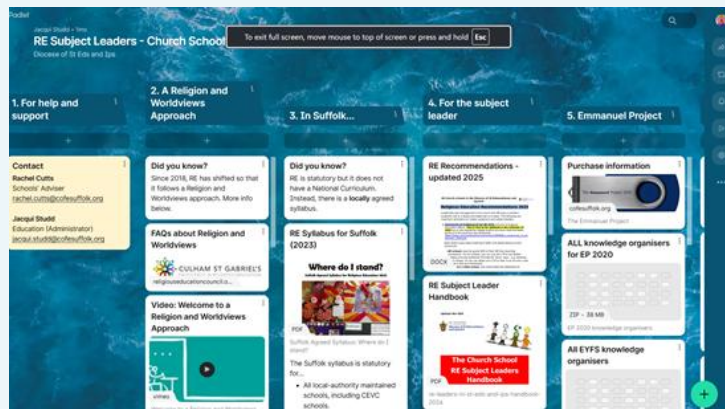 Padlet
Jacqui Studd • 1mo
RE Subject Leaders - Church School
Diocese of St Eds and Ips
To exit full screen, move mouse to top of screen or press and hold Esc
1. For help and
support
Contact
Rachel Cutts
Schools' Adviser
rachel.cutts@cofesuffolk.org
Jacqui Studd
Education (Administrator)
jacqui.studd@cofesuffolk.org
2. A Religion and
Worldviews
Approach
Did you know?
Since 2018, RE has shifted so that
it follows a Religion and
Worldviews approach. More info
below.
FAQs about Religion and
Worldviews
CULHAM ST GABRIEL'S
religiouseducationcouncil.o...
Video: Welcome to a
Religion and Worldviews
Approach
3. In Suffolk...
Did you know?
RE is statutory but it does not
have a National Curriculum.
Instead, there is a locally agreed
syllabus.
RE Syllabus for Suffolk
(2023)
Where do I stand?
PDF
Suffolk Agreed Syllabus: Where do I
stand?
The Suffolk syllabus is statutory
for...
• All local-authority maintained
schools, including CEVC
schools.
4. For the subject
leader
RE Recommendations -
updated 2025
DOCX
RE Subject Leader
Handbook
The Church School
RE Subject Leaders
Handbook
PDF
5. Emmanuel Project
Purchase information
cofesuffolk.org
The Emmanuel Project
ALL knowledge organisers
for EP 2020
ZIP - 38 MB
EP 2020 knowledge organisers
All EYFS knowledge
organisers